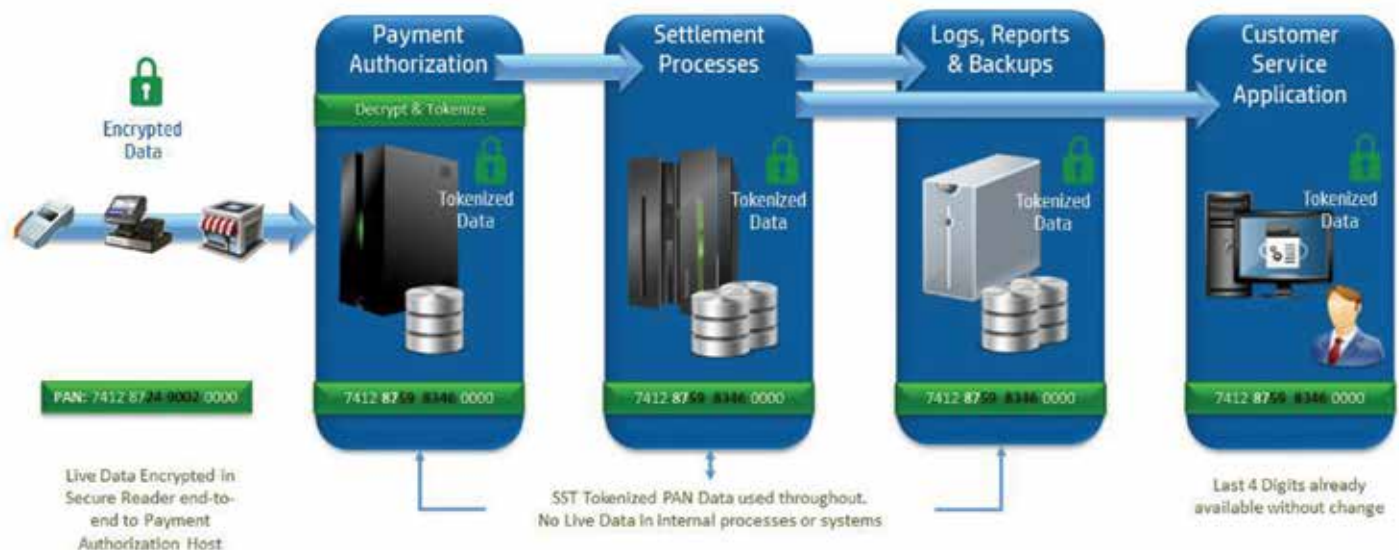 Encrypted
Data
PAN: 7412 8724 9002 0000
Live Data Encrypted in
Secure Reader end-to-
end to Payment
Authorization Host
Payment
Authorization
Decrypt & Tokenize
Tokenized
Data
7412 8759 8346 0000
Settlement
Processes
Tokenized
Data
7412 8759 8346 0000
Logs, Reports
& Backups
Tokenized
Data
7412 8759 8346 0000
SST Tokenized PAN Data used throughout.
No Live Data in internal processes or systems
Customer
Service
Application
Tokenized
Data
7412 8759 8346 0000
Last 4 Digits already
available without change